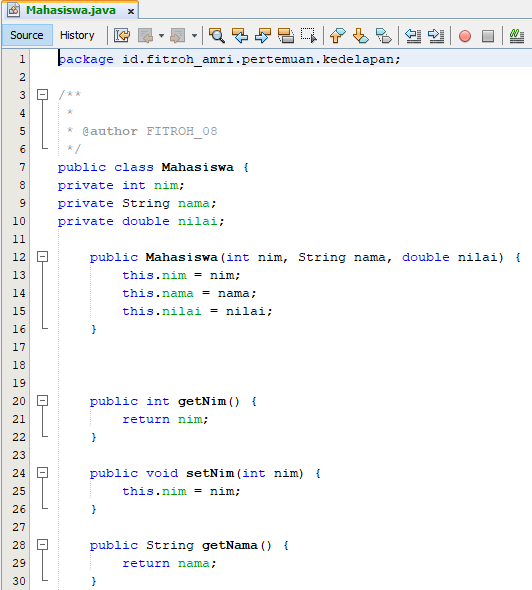 Mahasiswa.java x
Source History
1 package id.fitroh_amri.pertemuan.kedelapan;
2
3 /**
4 *
5 * @author FITROH_08
6 */
7 public class Mahasiswa {
8 private int nim;
9 private String nama;
10 private double nilai;
11
12 public Mahasiswa(int nim, String nama, double nilai) {
13 this.nim = nim;
14 this.nama = nama;
15 this.nilai = nilai;
16 }
17
18
19
20 public int getNim() {
21 return nim;
22 }
23
24 public void setNim(int nim) {
25 this.nim = nim;
26 }
27
28 public String getNama() {
29 return nama;
30 }